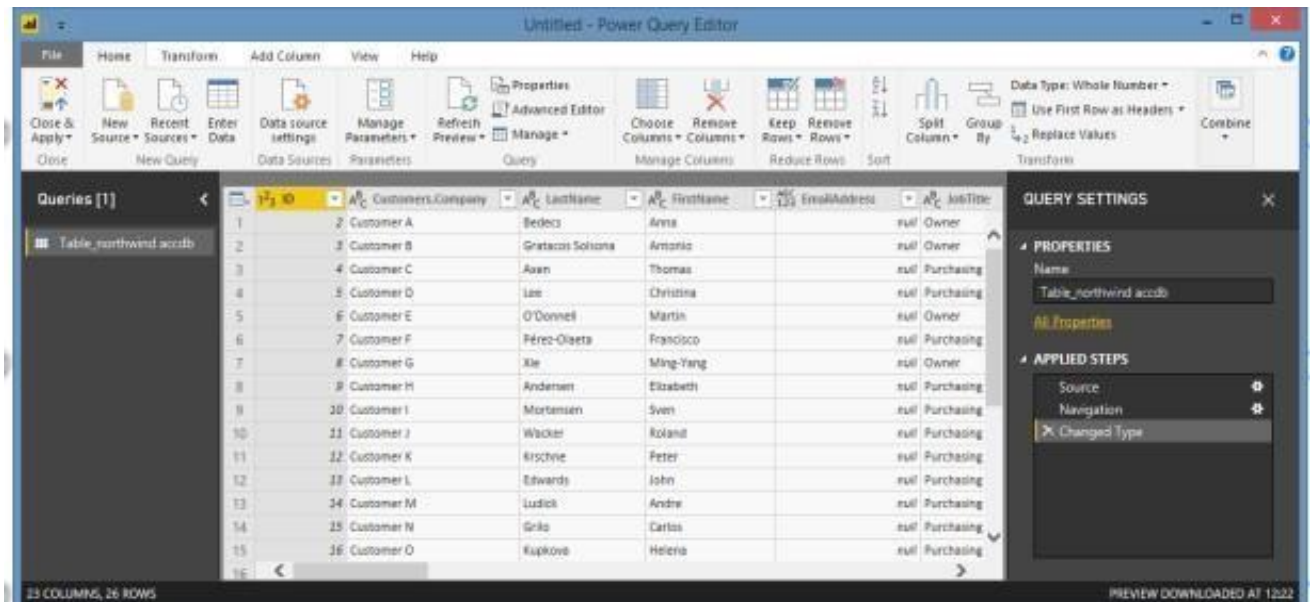 Untitled - Power Query Editor
File Home Transform Add Column View Help
Close & Apply
New Source
Recent Sources
Enter Data
Data source settings
Manage Parameters
Refresh Preview
Properties
Advanced Editor
Manage
Choose Columns
Remove Columns
Keep Rows
Remove Rows
Split Column
Group By
Data Type: Whole Number
Use First Row as Headers
Replace Values
Combine
Close New Query Data Sources Parameters Query Manage Columns Reduce Rows Sort Transform
Queries [1]
Table_northwind accdb
ID Customers.Company LastName FirstName EmailAddress JobTitle
1 2 Customer A Bedecs Anna null Owner
2 3 Customer B Gratacos Solsona Antonio null Owner
3 4 Customer C Axen Thomas null Purchasing
4 5 Customer D Lee Christina null Purchasing
5 6 Customer E O'Donnell Martin null Owner
6 7 Customer F Pérez-Olaeta Francisco null Purchasing
7 8 Customer G Xie Ming-Yang null Owner
8 9 Customer H Andersen Elizabeth null Purchasing
9 10 Customer I Mortensen Sven null Purchasing
10 11 Customer J Wacker Roland null Purchasing
11 12 Customer K Krschne Peter null Purchasing
12 13 Customer L Edwards John null Purchasing
13 14 Customer M Ludick Andre null Purchasing
14 15 Customer N Grilo Carlos null Purchasing
15 16 Customer O Kupkova Helena null Purchasing
16
QUERY SETTINGS
PROPERTIES
Name
Table_northwind accdb
All Properties
APPLIED STEPS
Source
Navigation
Changed Type
23 COLUMNS, 26 ROWS
PREVIEW DOWNLOADED AT 12:22